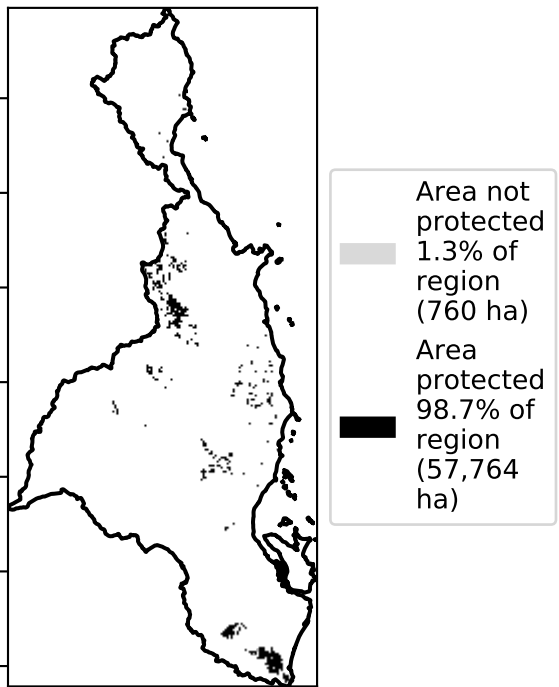 Area not
protected
1.3% of
region
(760 ha)
Area
protected
98.7% of
region
(57,764
ha)